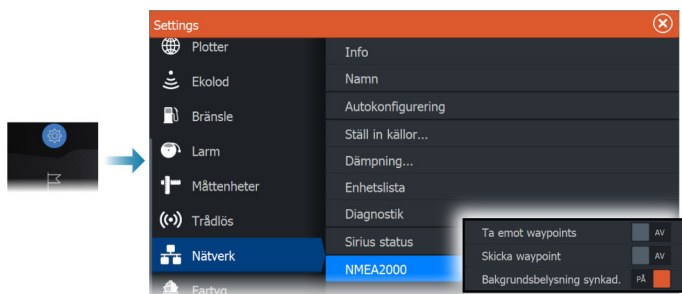 Settings
Plotter
Ekolod
Bränsle
Larm
Måttenheter
Trådlös
Nätverk
Fartyg
Info
Namn
Autokonfigurering
Ställ in källor...
Dämpning...
Enhetslista
Diagnostik
Sirius status
NMEA2000
Ta emot waypoints AV
Skicka waypoint AV
Bakgrundsbelysning synkad. PÅ